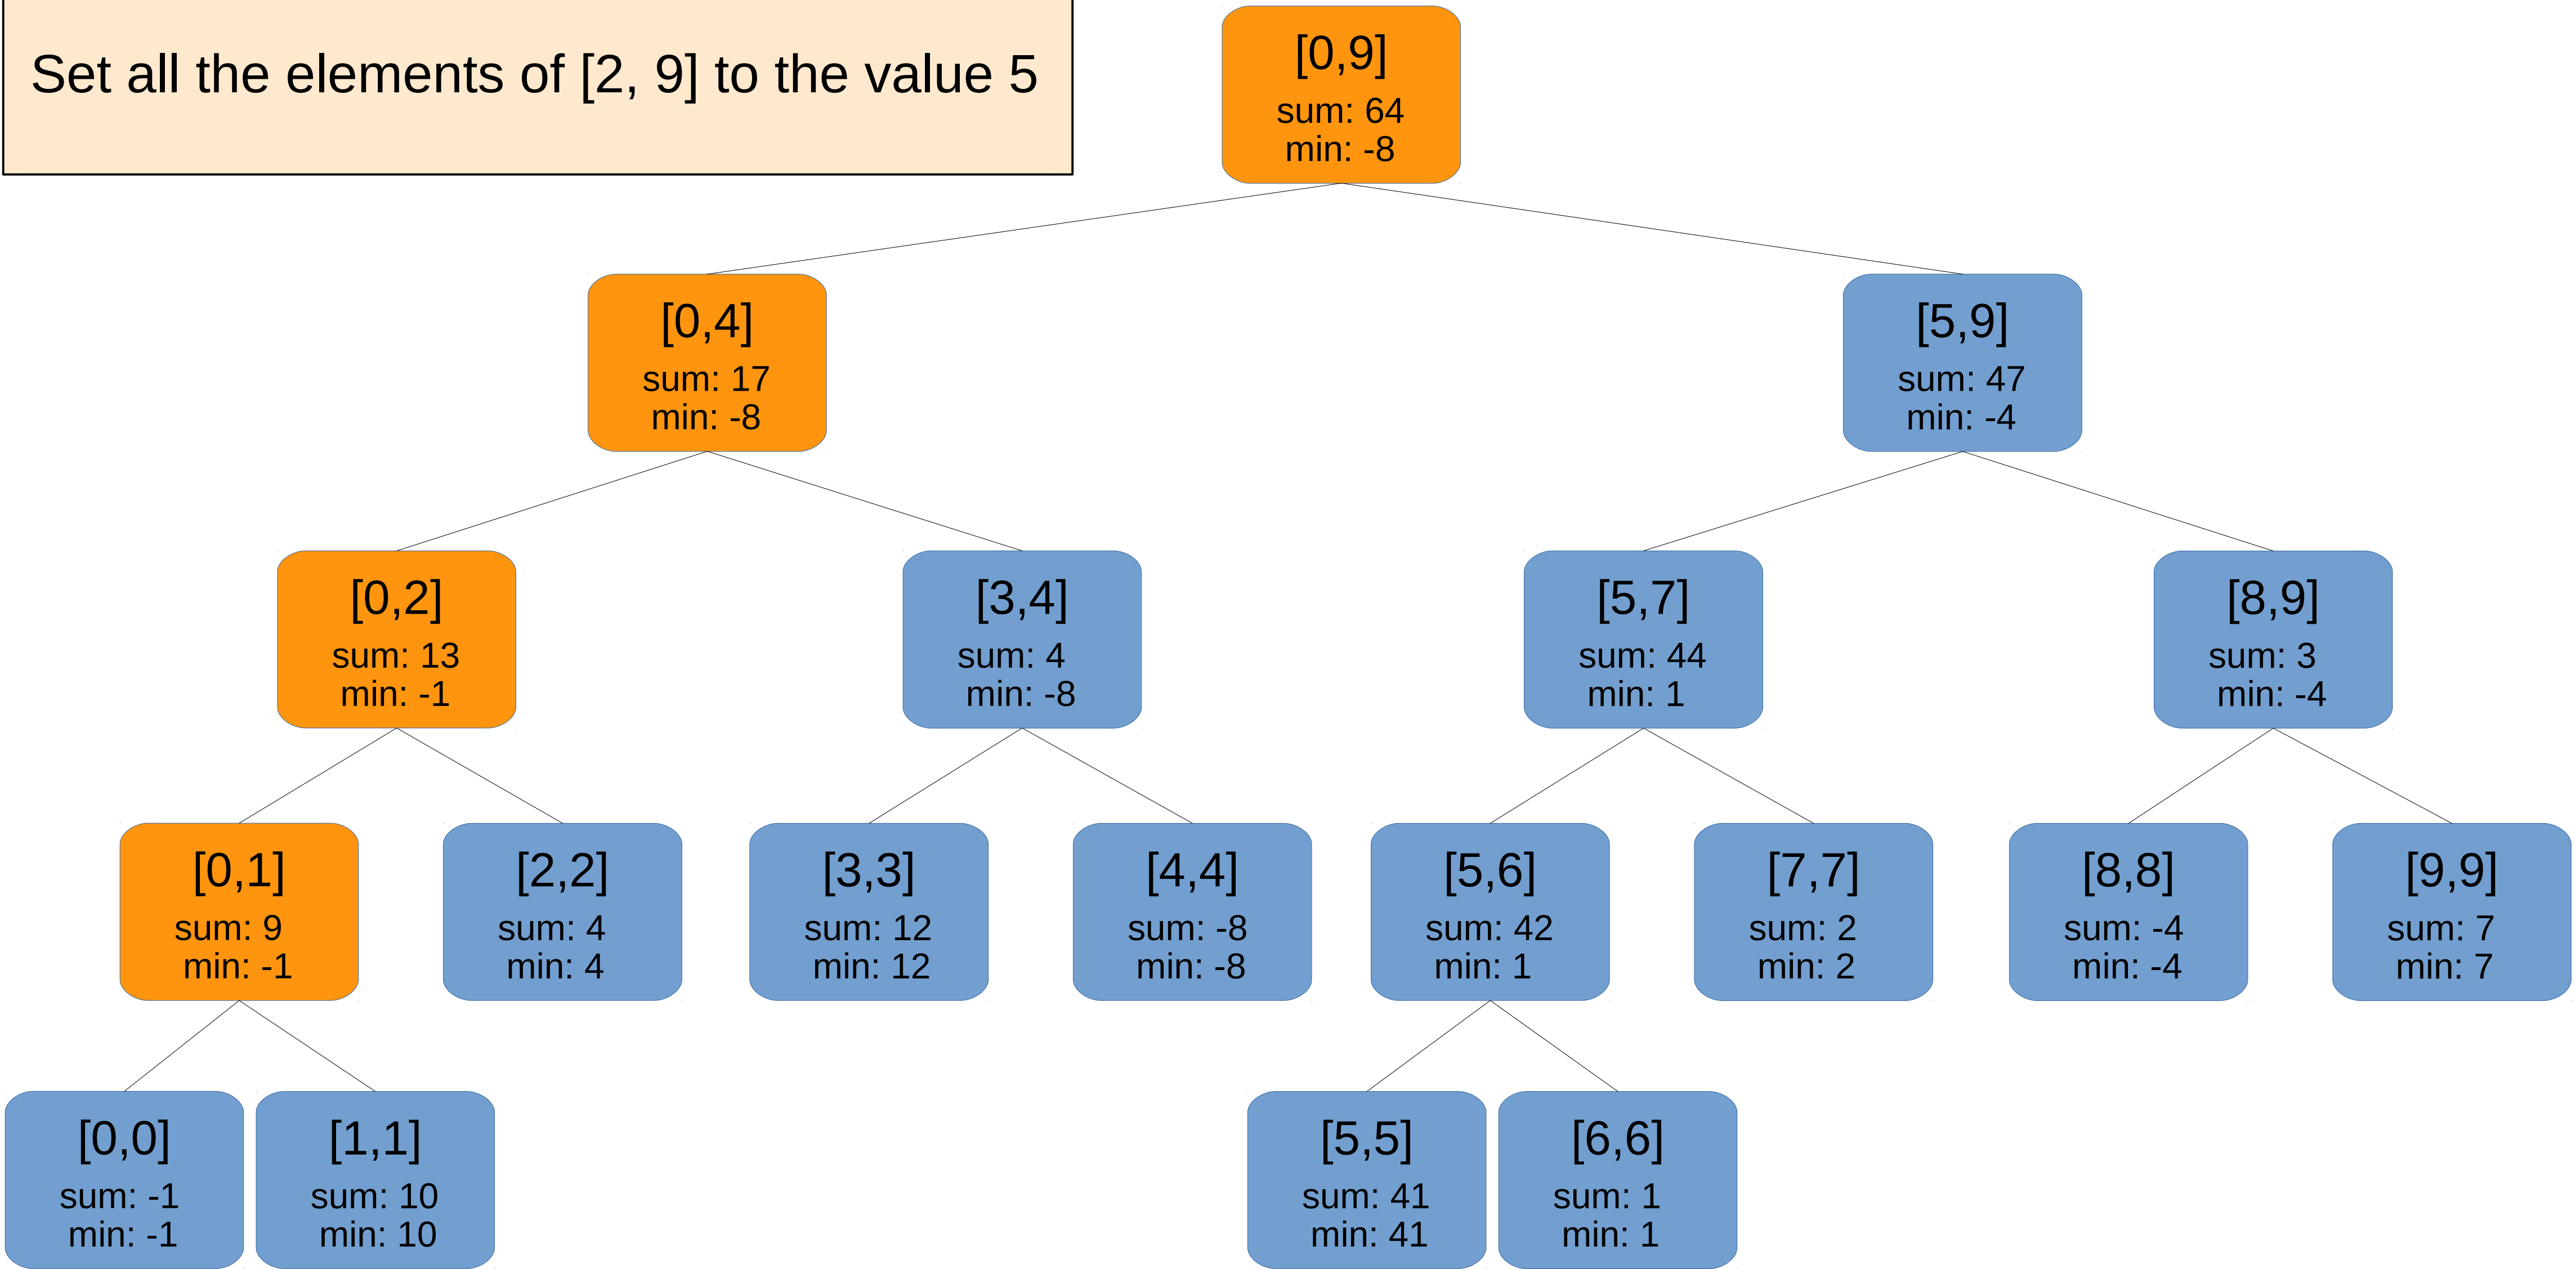 Set all the elements of [2, 9] to the value 5
[0,9]
sum: 64
min: -8
[0,4]
sum: 17
min: -8
[5,9]
sum: 47
min: -4
[0,2]
sum: 13
min: -1
[3,4]
sum: 4
min: -8
[5,7]
sum: 44
min: 1
[8,9]
sum: 3
min: -4
[0,1]
sum: 9
min: -1
[2,2]
sum: 4
min: 4
[3,3]
sum: 12
min: 12
[4,4]
sum: -8
min: -8
[5,6]
sum: 42
min: 1
[7,7]
sum: 2
min: 2
[8,8]
sum: -4
min: -4
[9,9]
sum: 7
min: 7
[0,0]
sum: -1
min: -1
[1,1]
sum: 10
min: 10
[5,5]
sum: 41
min: 41
[6,6]
sum: 1
min: 1